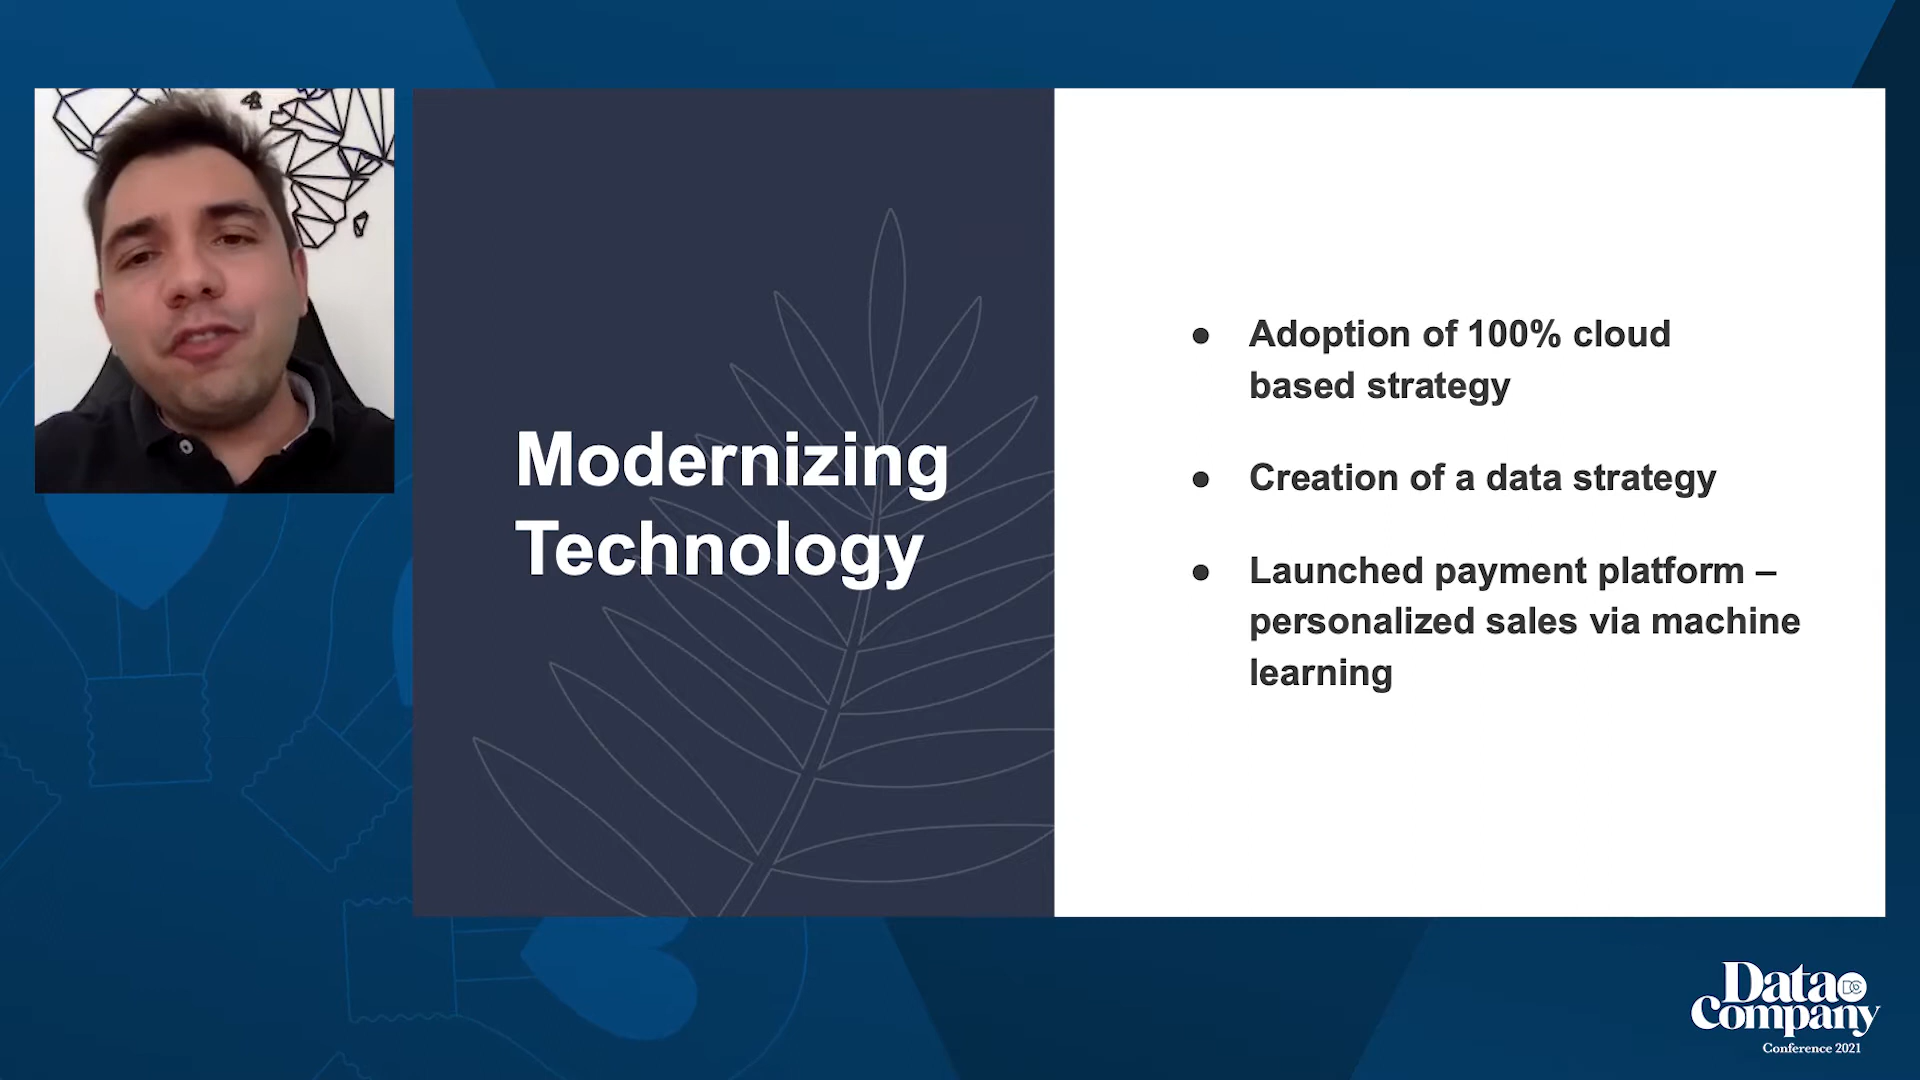 Modernizing
Technology
● Adoption of 100% cloud
based strategy
● Creation of a data strategy
● Launched payment platform –
personalized sales via machine
learning
Data DC
Company
Conference 2021